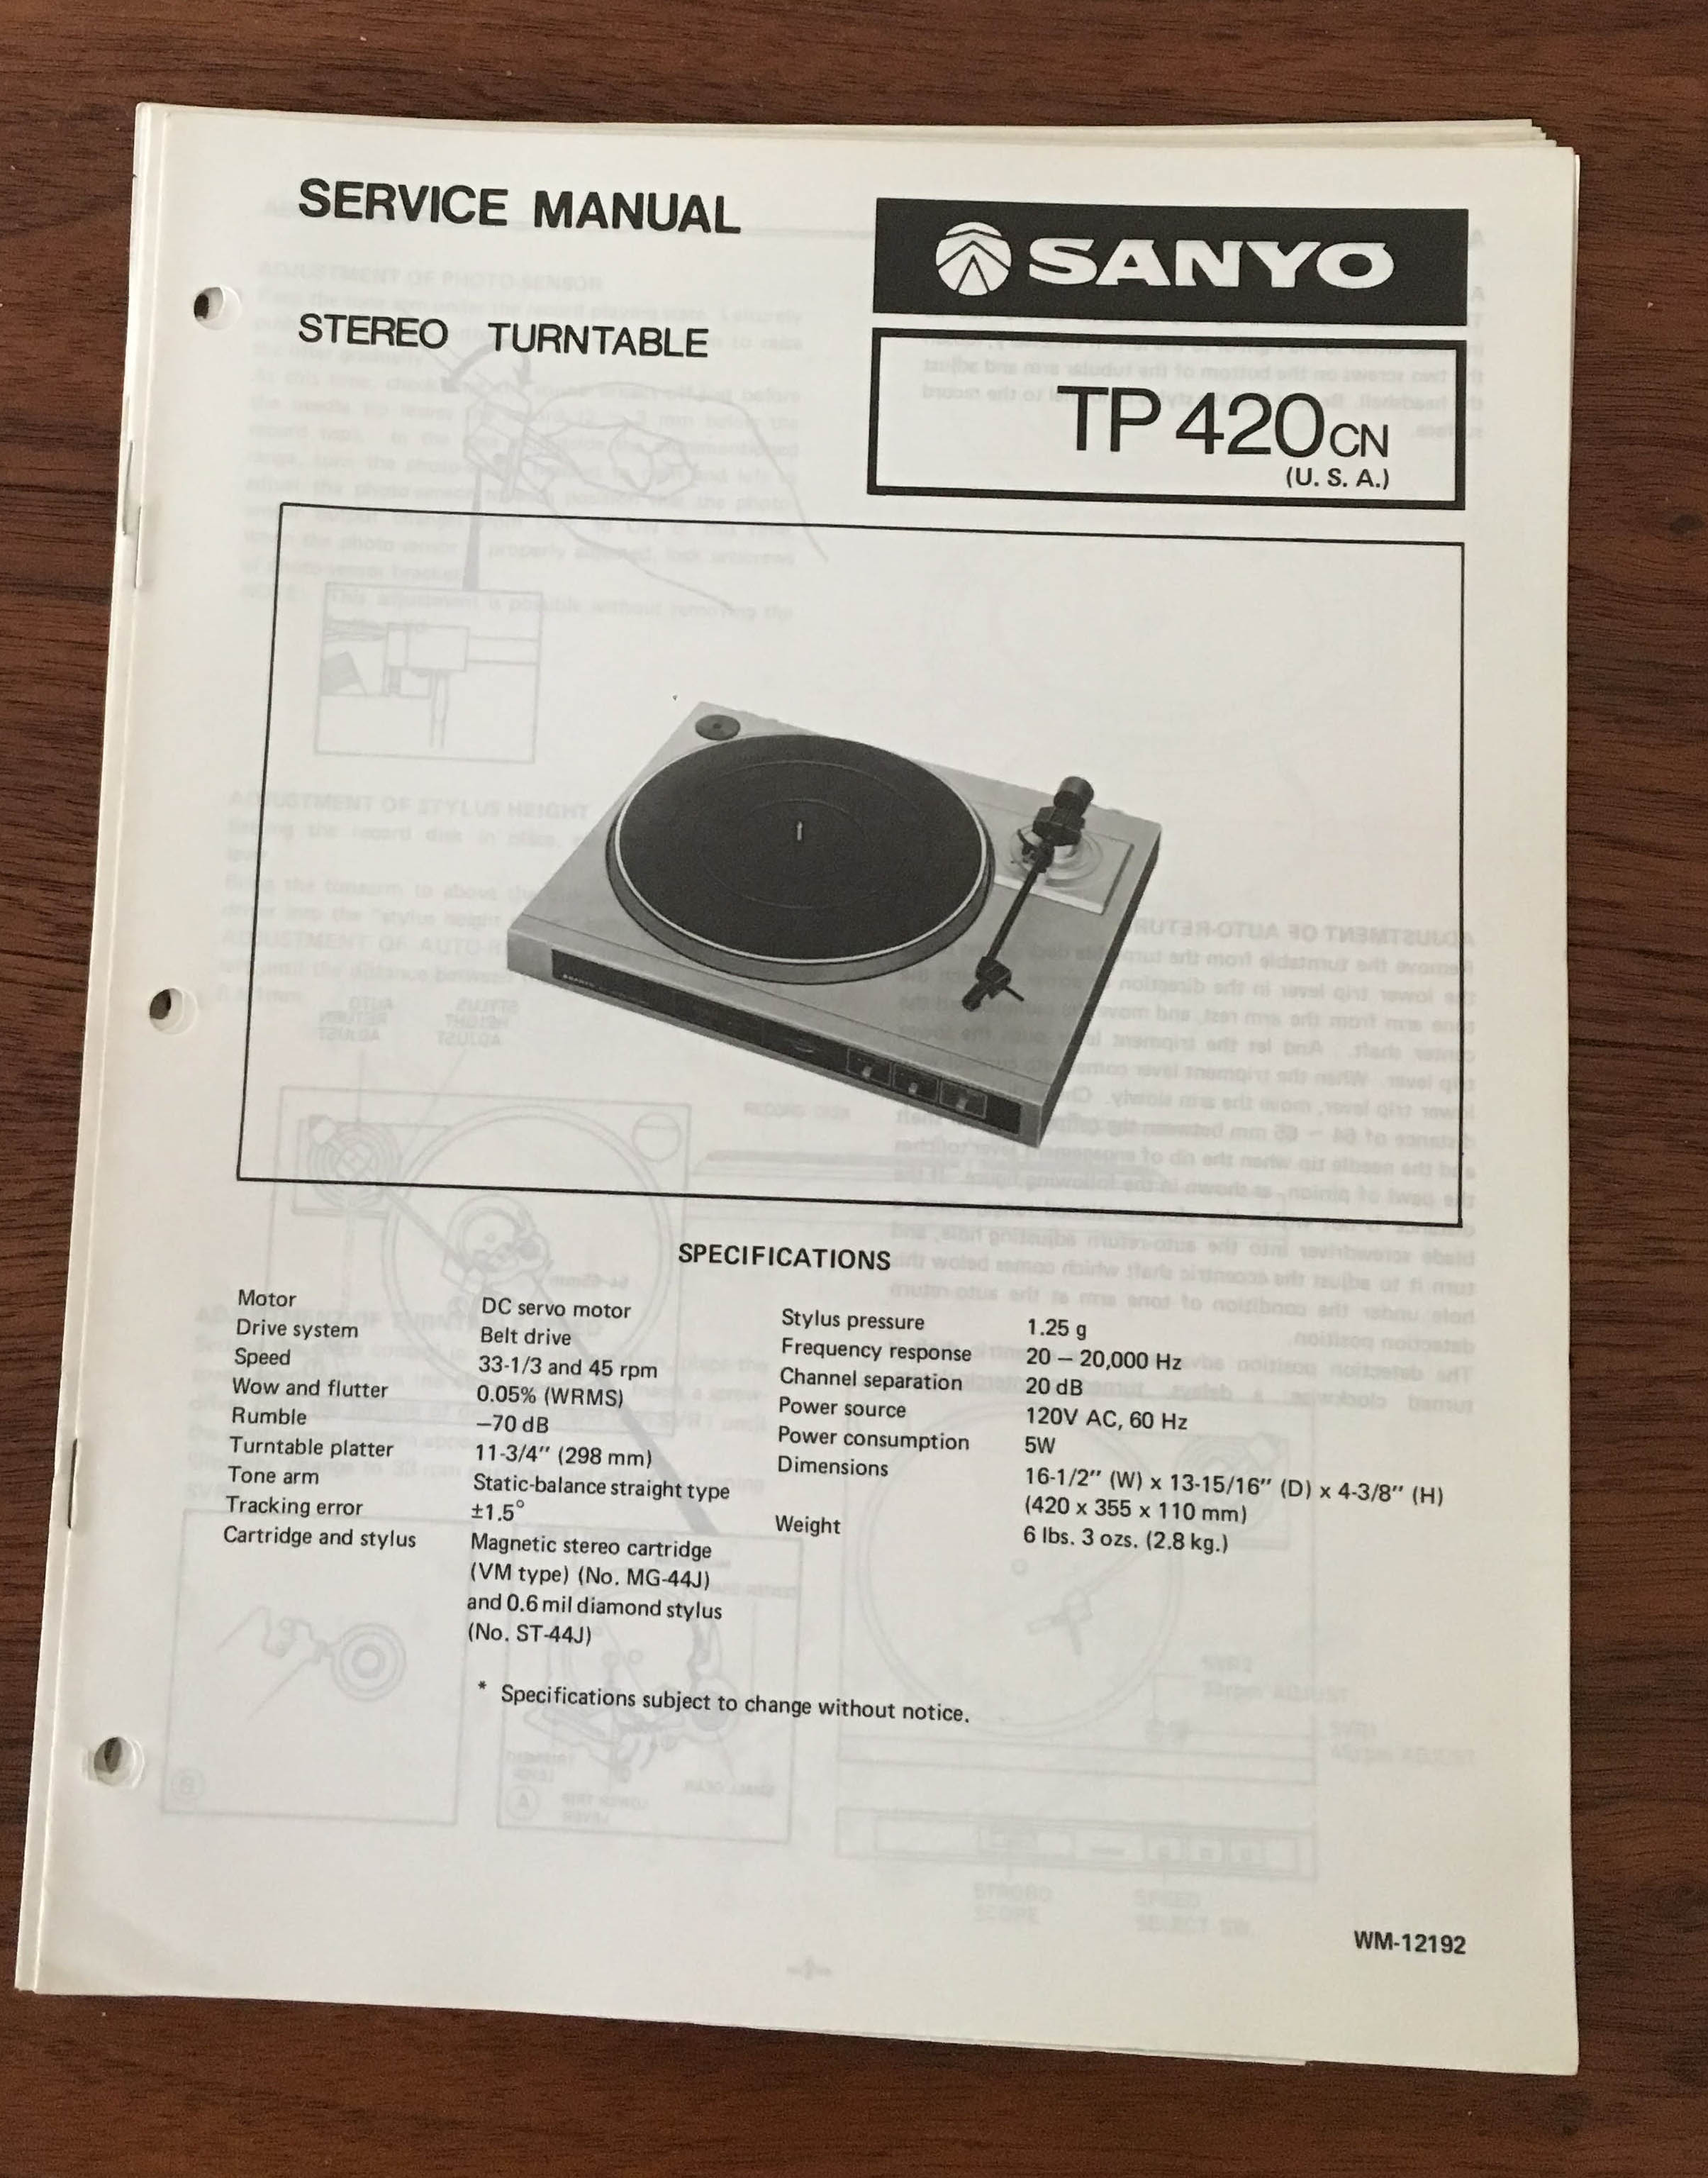 SERVICE MANUAL
SANYO
STEREO TURNTABLE
TP 420CN
(U. S. A.)
SPECIFICATIONS
Motor DC servo motor
Drive system Belt drive
Speed 33-1/3 and 45 rpm
Wow and flutter 0.05% (WRMS)
Rumble –70 dB
Turntable platter 11-3/4″ (298 mm)
Tone arm Static-balance straight type
Tracking error ±1.5°
Cartridge and stylus Magnetic stereo cartridge
(VM type) (No. MG-44J)
and 0.6 mil diamond stylus
(No. ST-44J)
Stylus pressure 1.25 g
Frequency response 20 – 20,000 Hz
Channel separation 20 dB
Power source 120V AC, 60 Hz
Power consumption 5W
Dimensions 16-1/2″ (W) x 13-15/16″ (D) x 4-3/8″ (H)
(420 x 355 x 110 mm)
Weight 6 lbs. 3 ozs. (2.8 kg.)
* Specifications subject to change without notice.
WM-12192